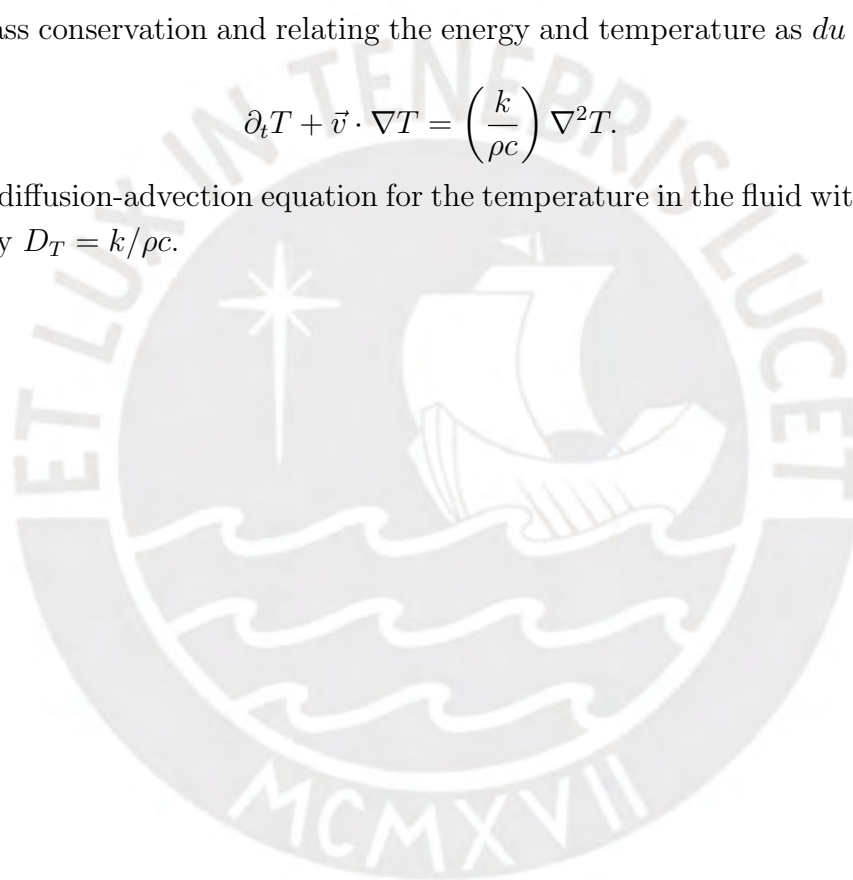 ass conservation and relating the energy and temperature as du
∂ₜT + v⃗ · ∇T = (k/ρc) ∇²T.
diffusion-advection equation for the temperature in the fluid wit
y D_T = k/ρc.
ET LUX IN TENEBRIS LUCET
MCMXVII